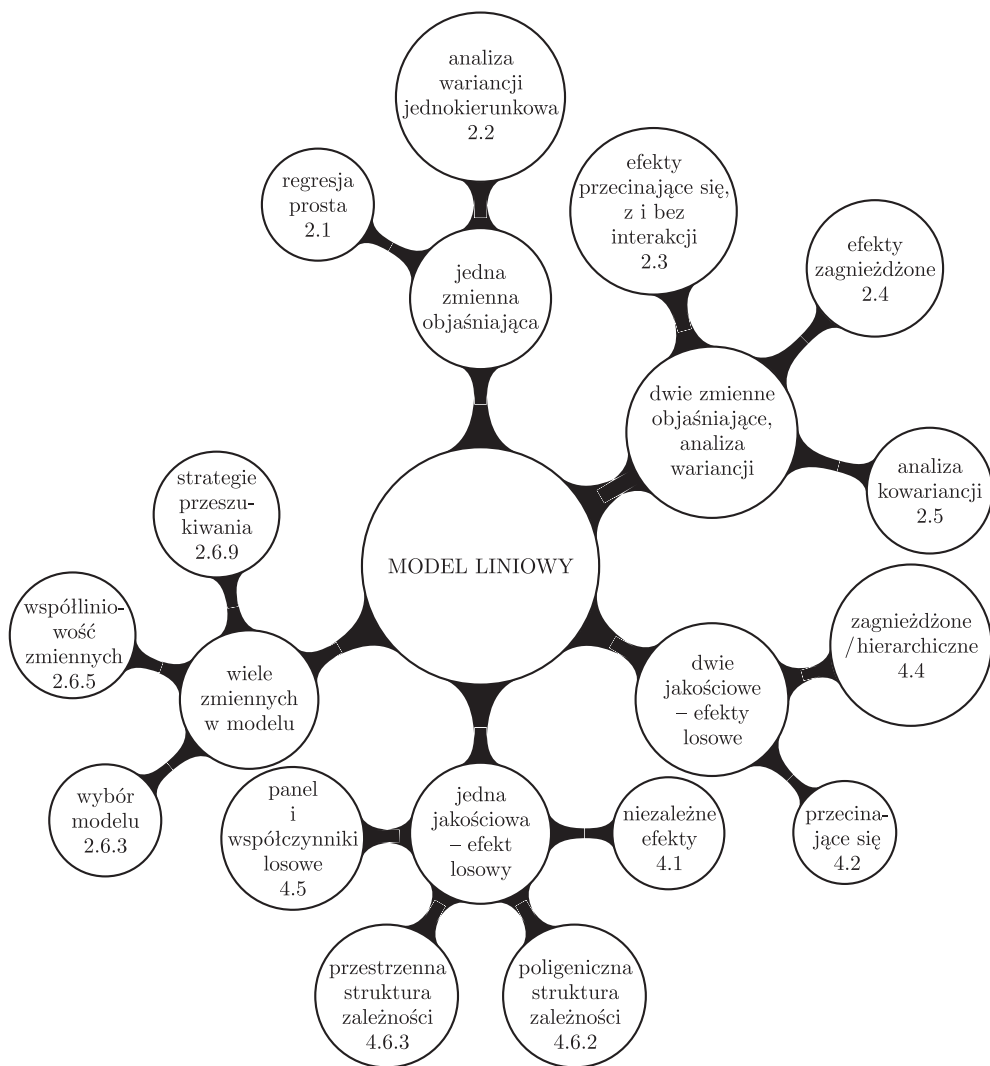 analiza
wariancji
jednokierunkowa
2.2
regresja
prosta
2.1
jedna
zmienna
objaśniająca
efekty
przecinające się,
z i bez
interakcji
2.3
efekty
zagnieżdżone
2.4
dwie zmienne
objaśniające,
analiza
wariancji
analiza
kowariancji
2.5
MODEL LINIOWY
strategie
przeszu-
kiwania
2.6.9
współlinio-
wość
zmiennych
2.6.5
wiele
zmiennych
w modelu
wybór
modelu
2.6.3
dwie
jakościowe
– efekty
losowe
zagnieżdżone
/hierarchiczne
4.4
przecina-
jące się
4.2
jedna
jakościowa
– efekt
losowy
panel
i
współczynniki
losowe
4.5
niezależne
efekty
4.1
przestrzenna
struktura
zależności
4.6.3
poligeniczna
struktura
zależności
4.6.2